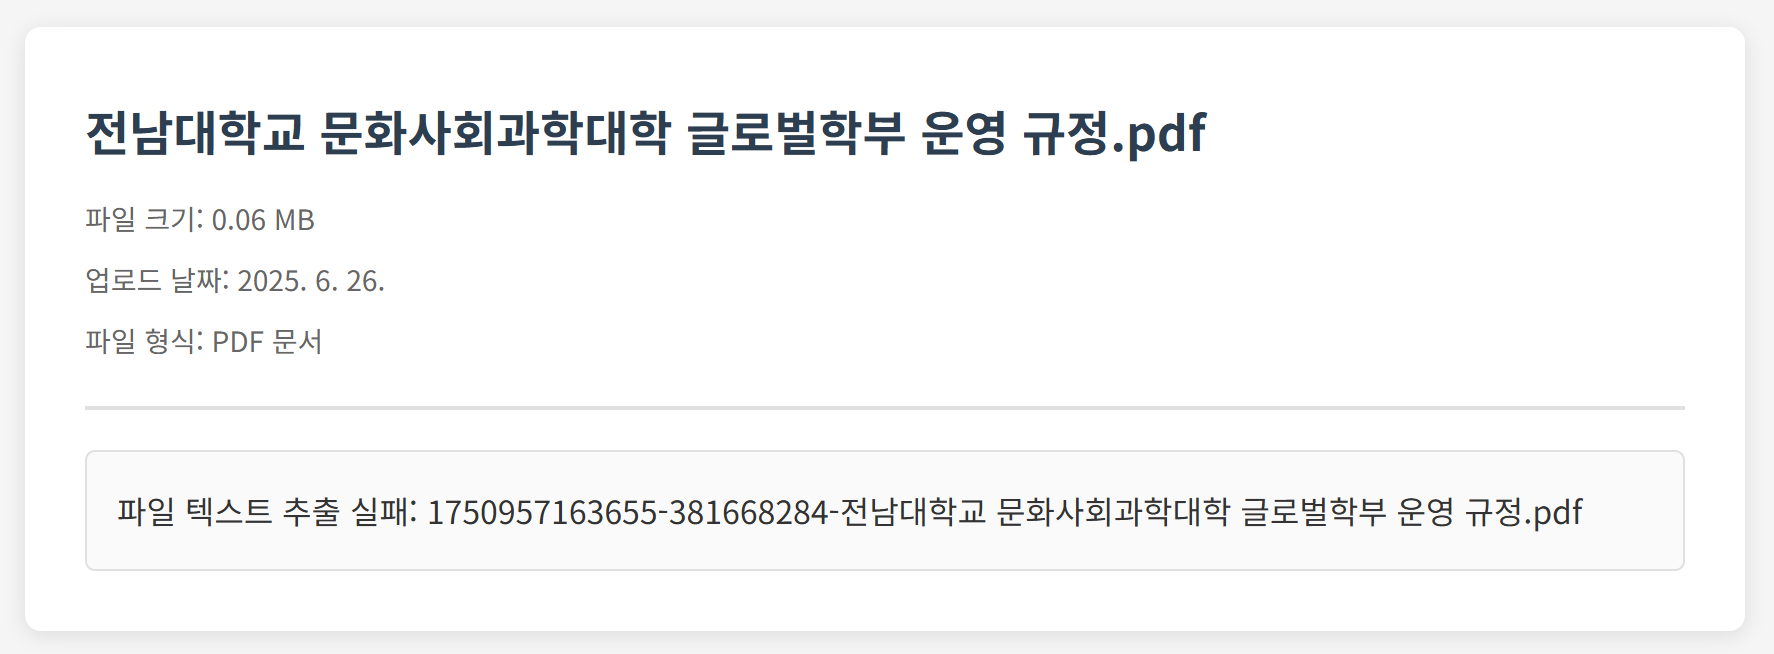 전남대학교 문화사회과학대학 글로벌학부 운영 규정.pdf
파일 크기: 0.06 MB
업로드 날짜: 2025. 6. 26.
파일 형식: PDF 문서
파일 텍스트 추출 실패: 1750957163655-381668284-전남대학교 문화사회과학대학 글로벌학부 운영 규정.pdf